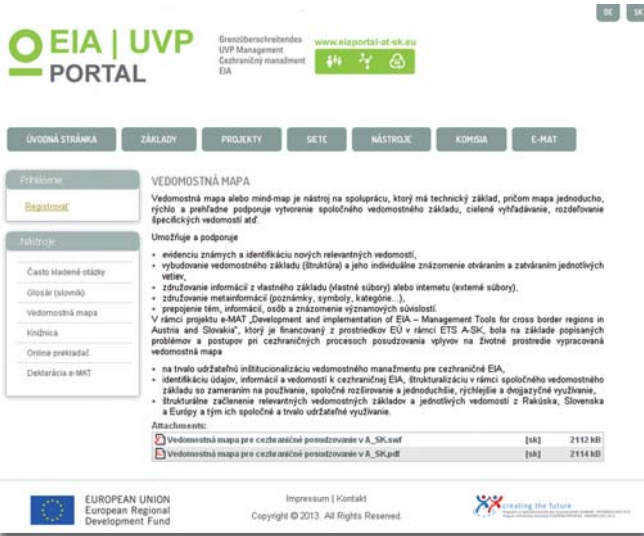 DE SK
EIA | UVP
PORTAL
Grenzüberschreitendes
UVP Management
Cezhraničný manažment
EIA
www.eiaportal-at-sk.eu
ÚVODNÁ STRÁNKA ZÁKLADY PROJEKTY SIETE NÁSTROJE KOMISIA E-MAT
Prihlásenie
Registrovať
Nástroje
Často kladené otázky
Glosár (slovník)
Vedomostná mapa
Knižnica
Online prekladač
Deklarácia e-MAT
VEDOMOSTNÁ MAPA
Vedomostná mapa alebo mind-map je nástroj na spoluprácu, ktorý má technický základ, pričom mapa jednoducho,
rýchlo a prehľadne podporuje vytvorenie spoločného vedomostného základu, cielené vyhľadávanie, rozdeľovanie
špecifických vedomostí atď.
Umožňuje a podporuje
• evidenciu známych a identifikáciu nových relevantných vedomostí,
• vybudovanie vedomostného základu (štruktúra) a jeho individuálne znázornenie otváraním a zatváraním jednotlivých
vetiev,
• združovanie informácií z vlastného základu (vlastné súbory) alebo internetu (externé súbory),
• združovanie metainformácií (poznámky, symboly, kategórie...),
• prepojenie tém, informácií, osôb a znázornenie významových súvislostí.
V rámci projektu e-MAT „Development and implementation of EIA – Management Tools for cross border regions in
Austria and Slovakia", ktorý je financovaný z prostriedkov EÚ v rámci ETS A-SK, bola na základe popísaných
problémov a postupov pri cezhraničných procesoch posudzovania vplyvov na životné prostredie vypracovaná
vedomostná mapa
• na trvalo udržateľnú inštitucionalizáciu vedomostného manažmentu pre cezhraničné EIA,
• identifikáciu údajov, informácií a vedomostí k cezhraničnej EIA, štrukturalizáciu v rámci spoločného vedomostného
základu so zameraním na používanie, spoločné rozširovanie a jednoduchšie, rýchlejšie a dvojjazyčné využívanie,
• štrukturálne začlenenie relevantných vedomostných základov a jednotlivých vedomostí z Rakúska, Slovenska
a Európy a tým ich spoločné a trvalo udržateľné využívanie.
Attachments:
Vedomostná mapa pre cezhraničné posudzovanie v A_SK.swf [sk] 2112 kB
Vedomostná mapa pre cezhraničné posudzovanie v A_SK.pdf [sk] 2114 kB
EUROPEAN UNION
European Regional
Development Fund
Impressum | Kontakt
Copyright © 2013. All Rights Reserved.
creating the future